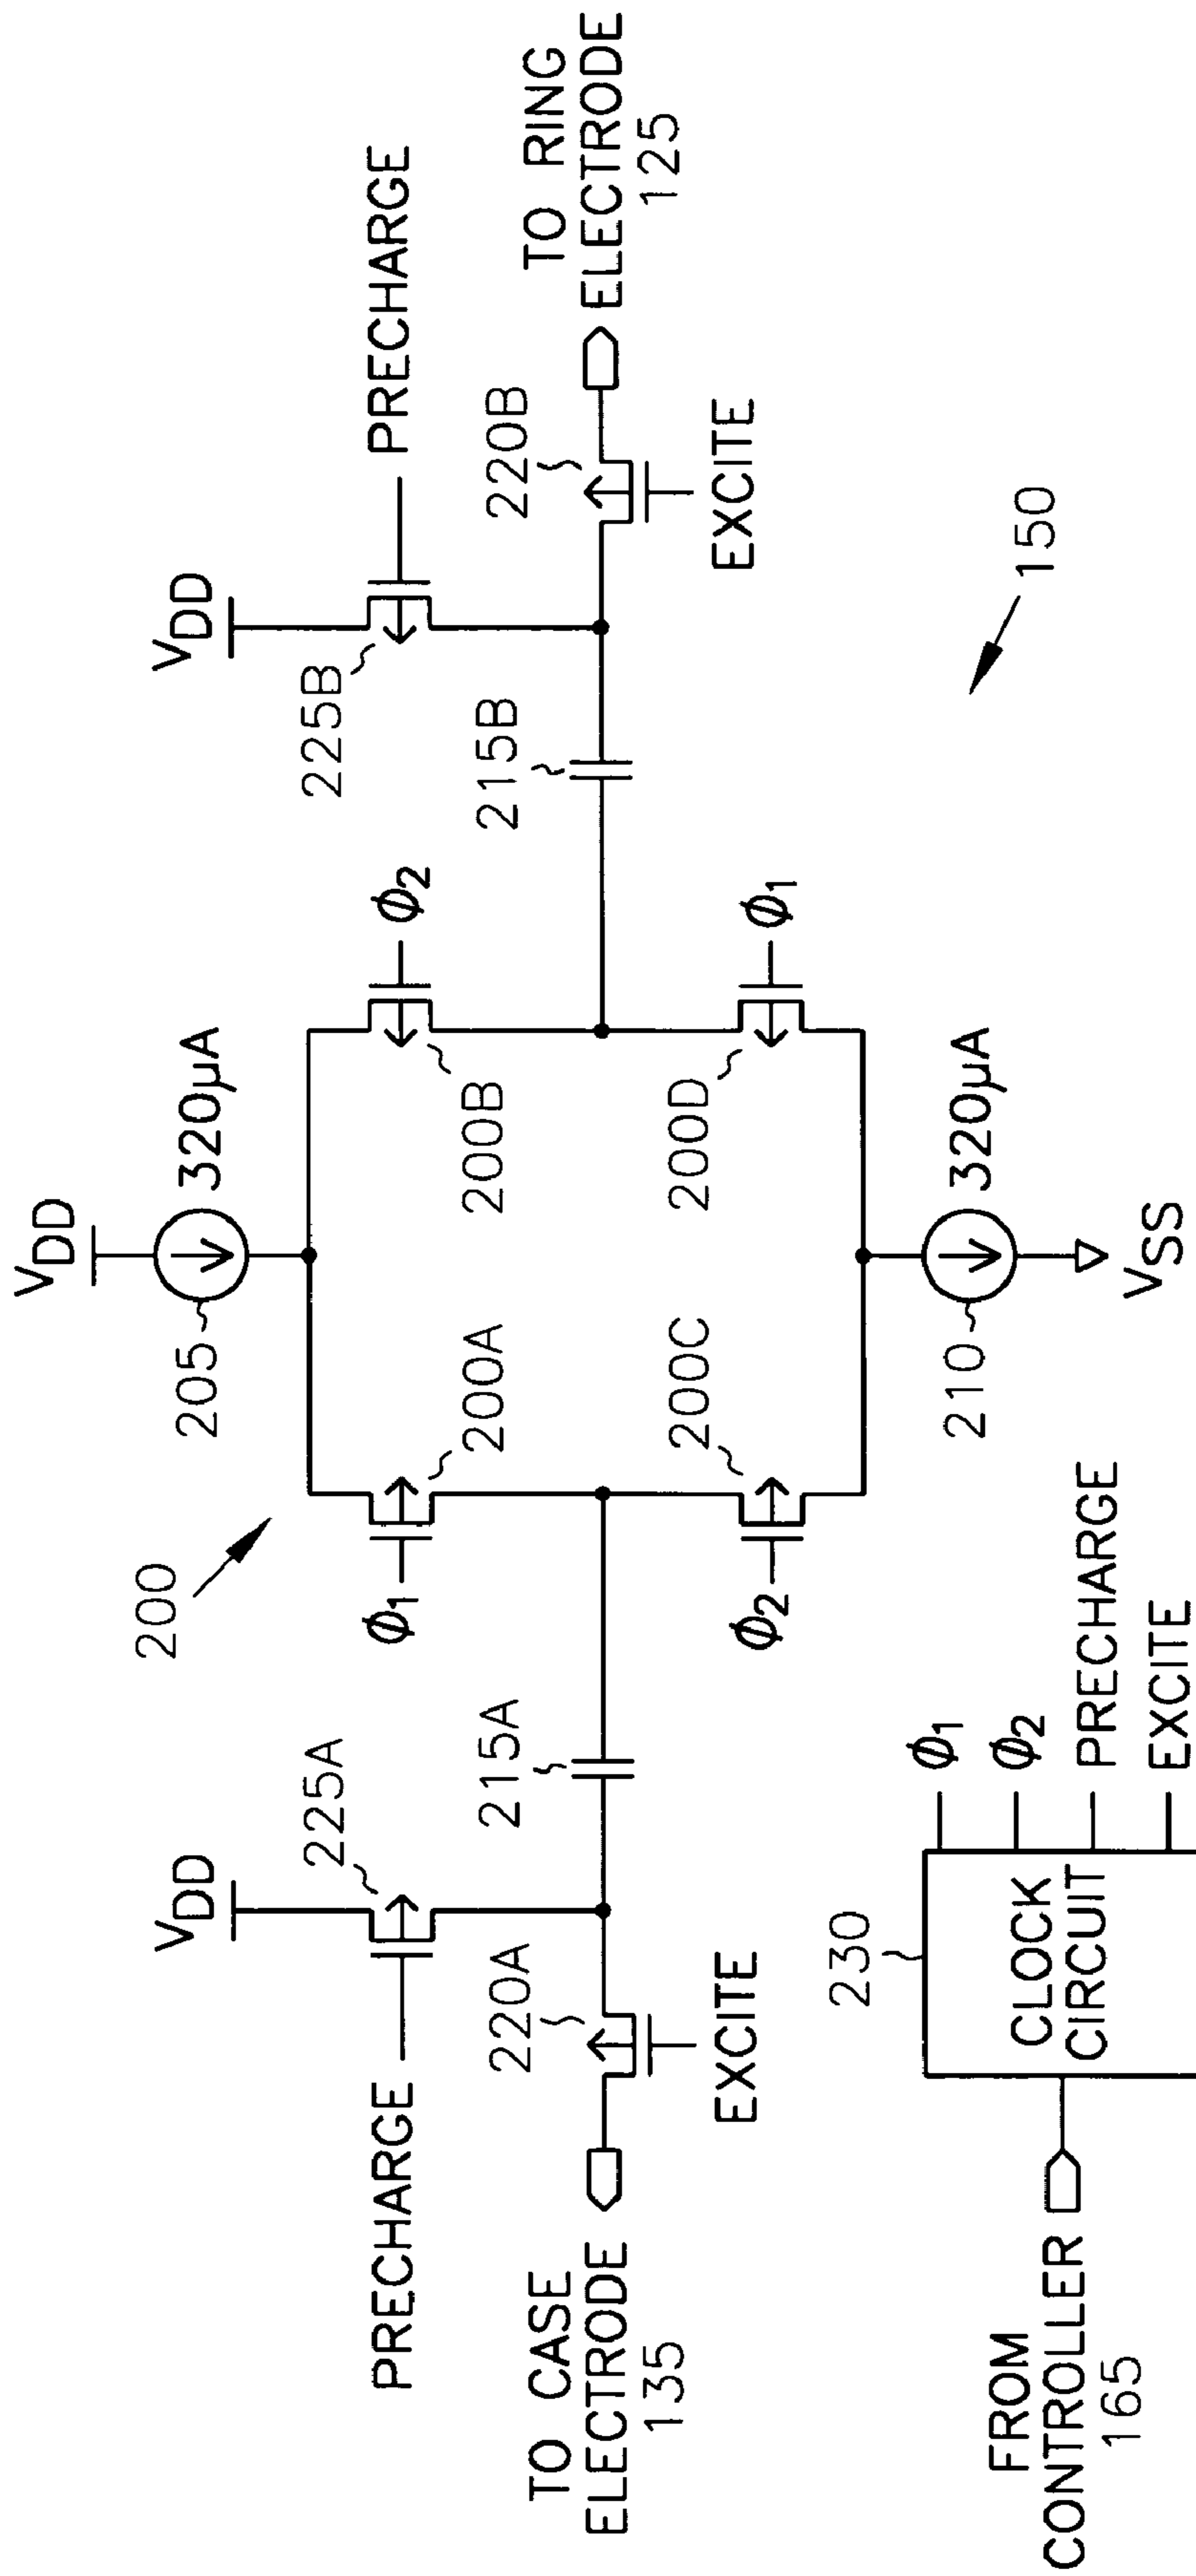 VDD
205
320µA
200
VDD
PRECHARGE
225A
ϕ1
200A
ϕ2
200B
VDD
225B
PRECHARGE
TO CASE
ELECTRODE
135
220A
EXCITE
215A
215B
220B
EXCITE
TO RING
ELECTRODE
125
ϕ2
200C
ϕ1
200D
210
320µA
VSS
150
FROM
CONTROLLER
165
230
CLOCK
CIRCUIT
ϕ1
ϕ2
PRECHARGE
EXCITE